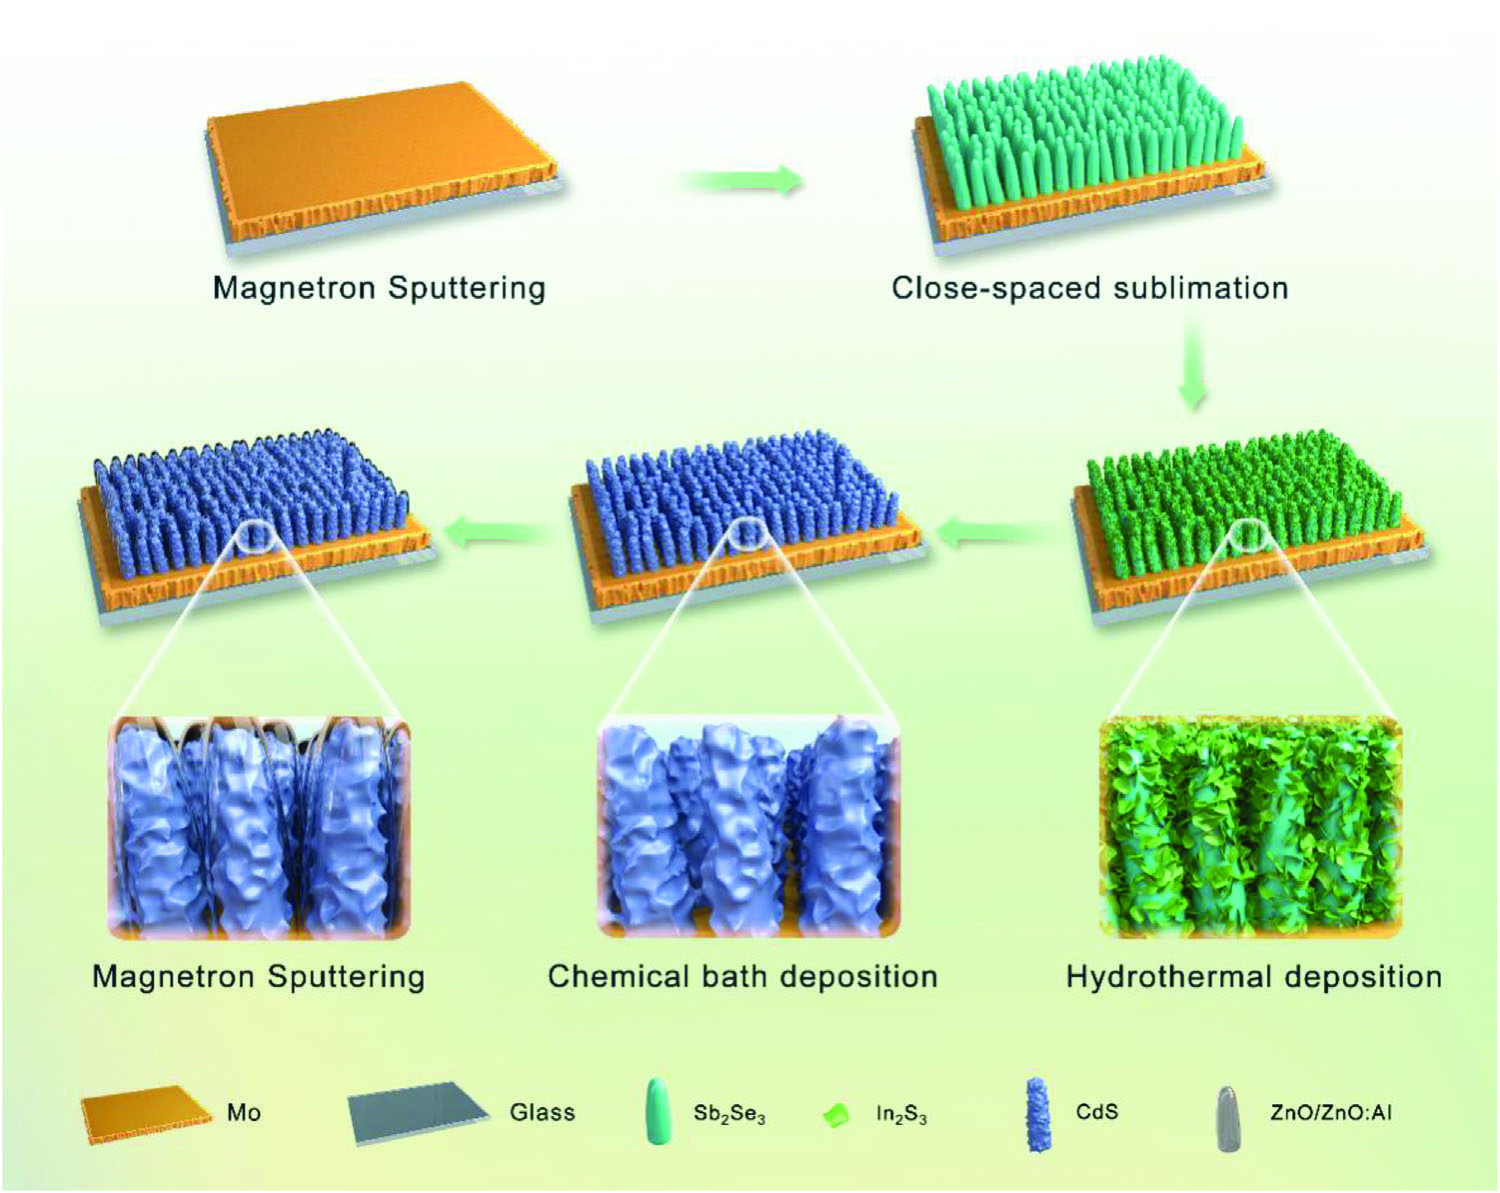 Magnetron Sputtering
Close-spaced sublimation
Magnetron Sputtering
Chemical bath deposition
Hydrothermal deposition
Mo
Glass
Sb₂Se₃
In₂S₃
CdS
ZnO/ZnO:Al